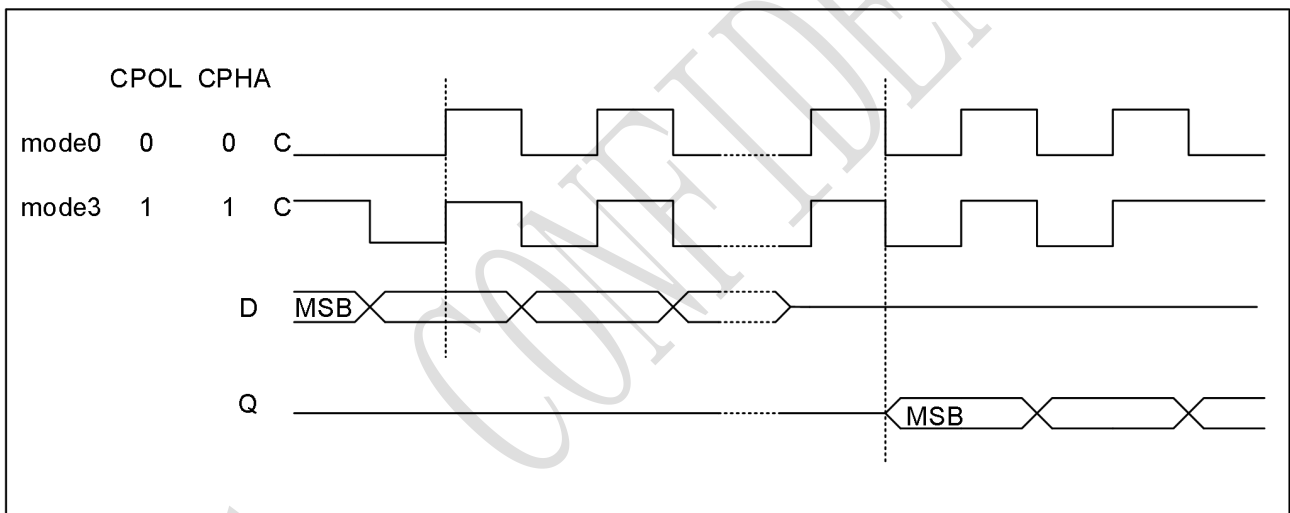 CPOL CPHA
mode0 0 0 C
mode3 1 1 C
D MSB
Q MSB